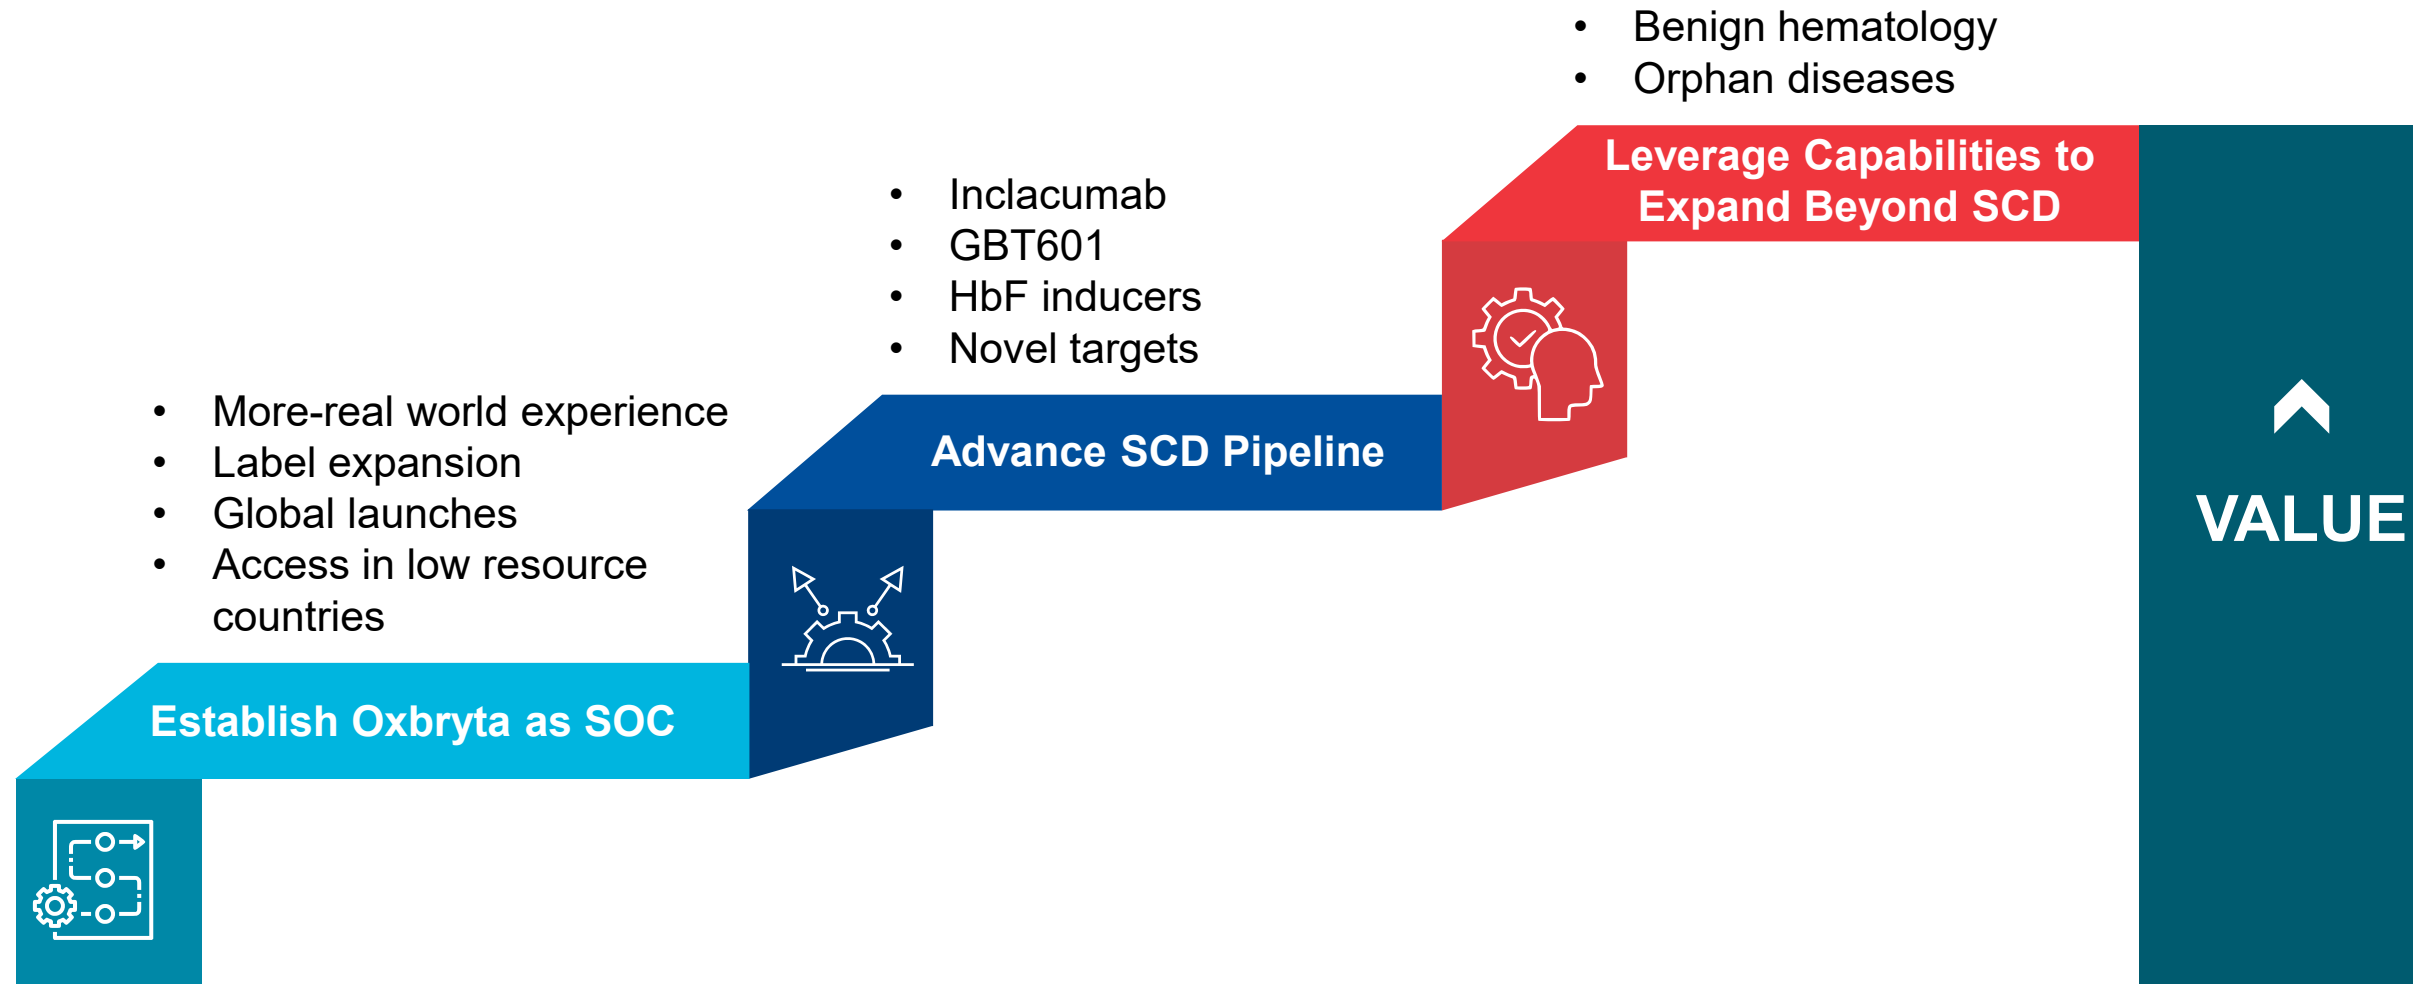 • Benign hematology
• Orphan diseases
Leverage Capabilities to
Expand Beyond SCD
• Inclacumab
• GBT601
• HbF inducers
• Novel targets
Advance SCD Pipeline
• More-real world experience
• Label expansion
• Global launches
• Access in low resource
countries
Establish Oxbryta as SOC
VALUE